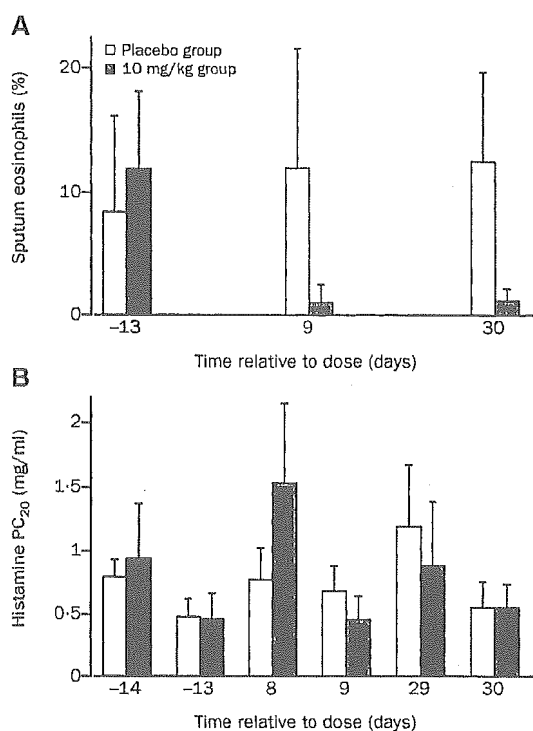 A
Placebo group
10 mg/kg group
Sputum eosinophils (%)
20
10
0
–13 9 30
Time relative to dose (days)
B
Histamine PC20 (mg/ml)
2
1·5
1
0·5
0
–14 –13 8 9 29 30
Time relative to dose (days)